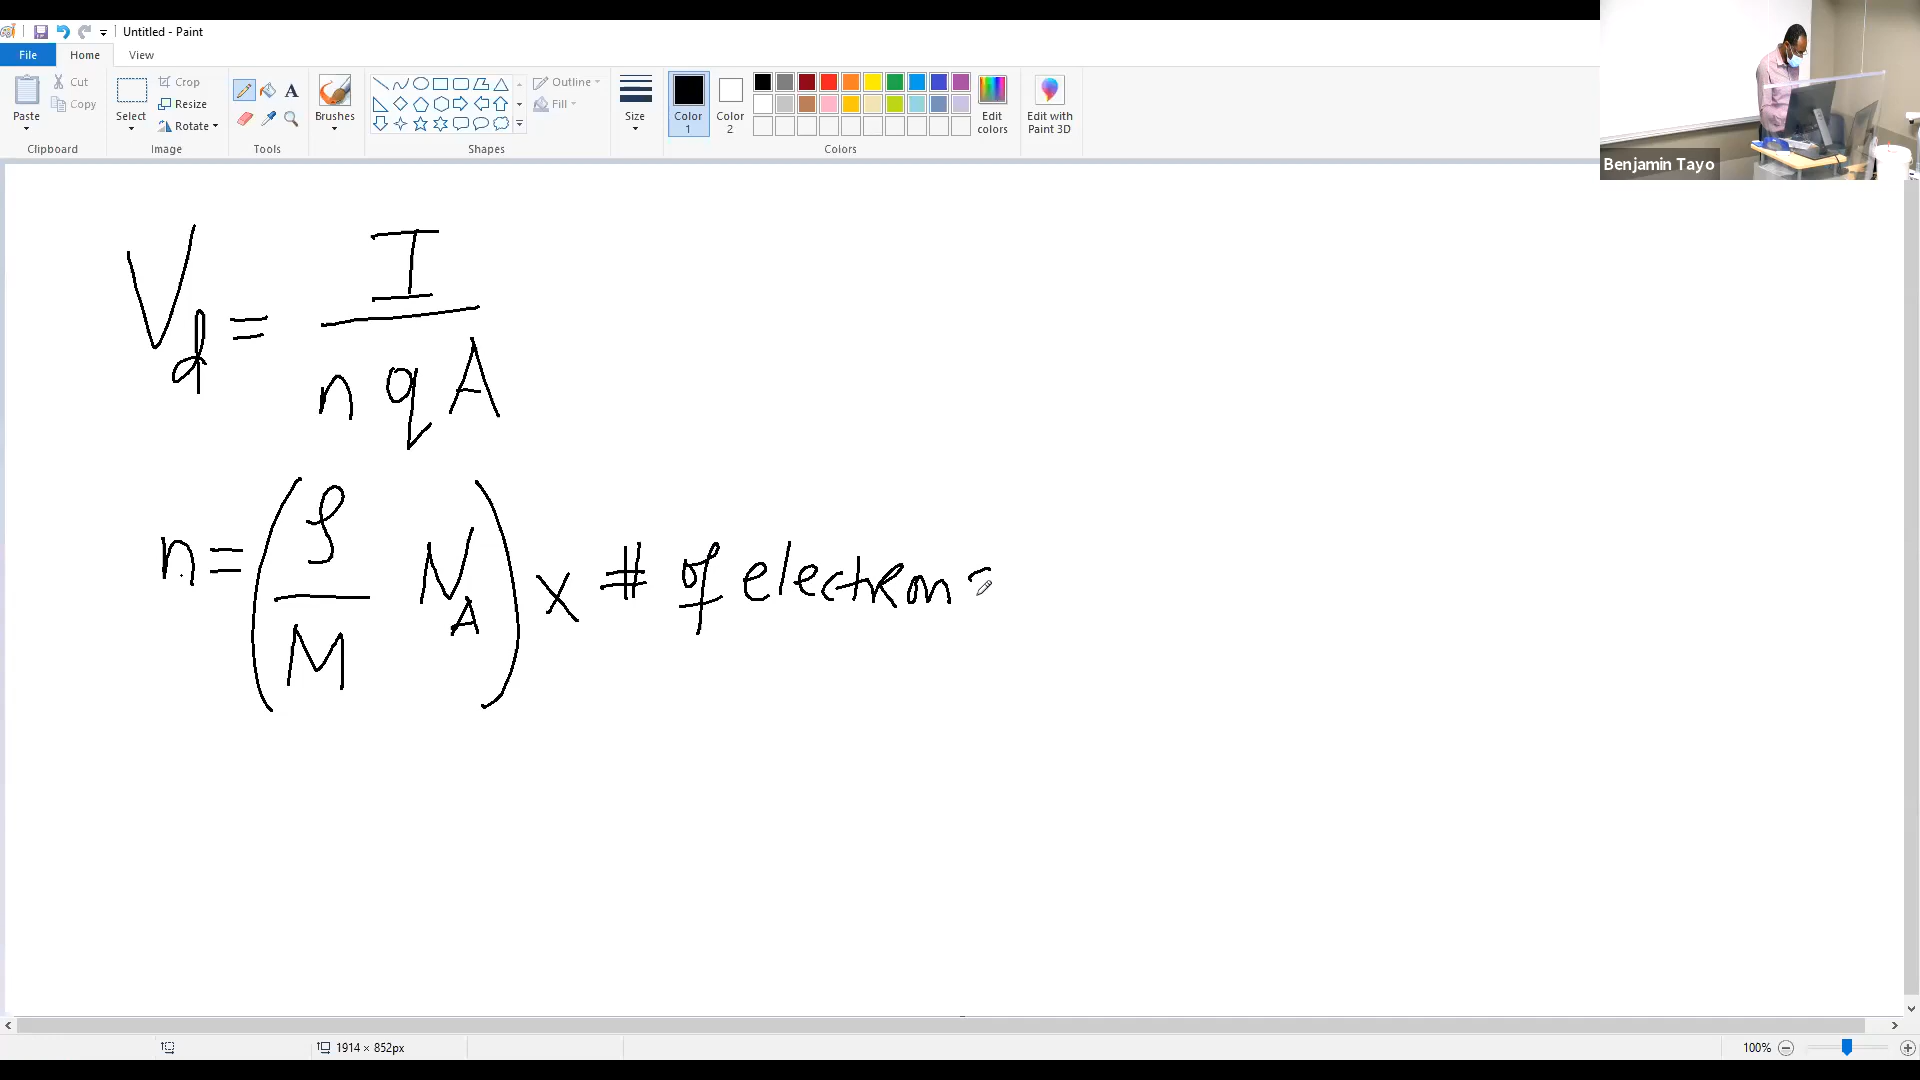 Untitled - Paint
File Home View
Paste
Cut
Copy
Clipboard
Select
Crop
Resize
Rotate
Image
A
Tools
Brushes
Shapes
Outline
Fill
Size
Color 1
Color 2
Edit colors
Colors
Edit with Paint 3D
Benjamin Tayo
V_d = I / n q A
n = (ρ / M N_A) x # of electron
1914 × 852px
100%